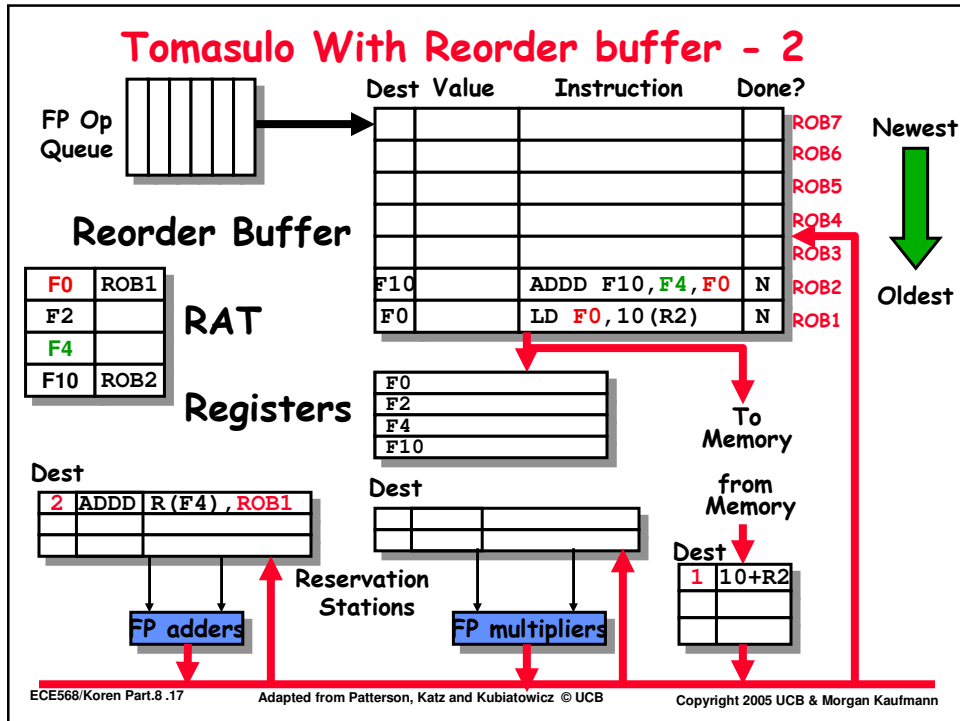 Tomasulo With Reorder buffer - 2
Dest Value Instruction Done?
FP Op
Queue
ROB7
ROB6
ROB5
ROB4
ROB3
F10 ADDD F10,F4,F0 N ROB2
F0 LD F0,10(R2) N ROB1
Newest
Oldest
Reorder Buffer
F0 ROB1
F2
F4
F10 ROB2
RAT
Registers
F0
F2
F4
F10
To
Memory
from
Memory
Dest
2 ADDD R(F4),ROB1
Dest
Dest
1 10+R2
Reservation
Stations
FP adders
FP multipliers
ECE568/Koren Part.8 .17
Adapted from Patterson, Katz and Kubiatowicz © UCB
Copyright 2005 UCB & Morgan Kaufmann